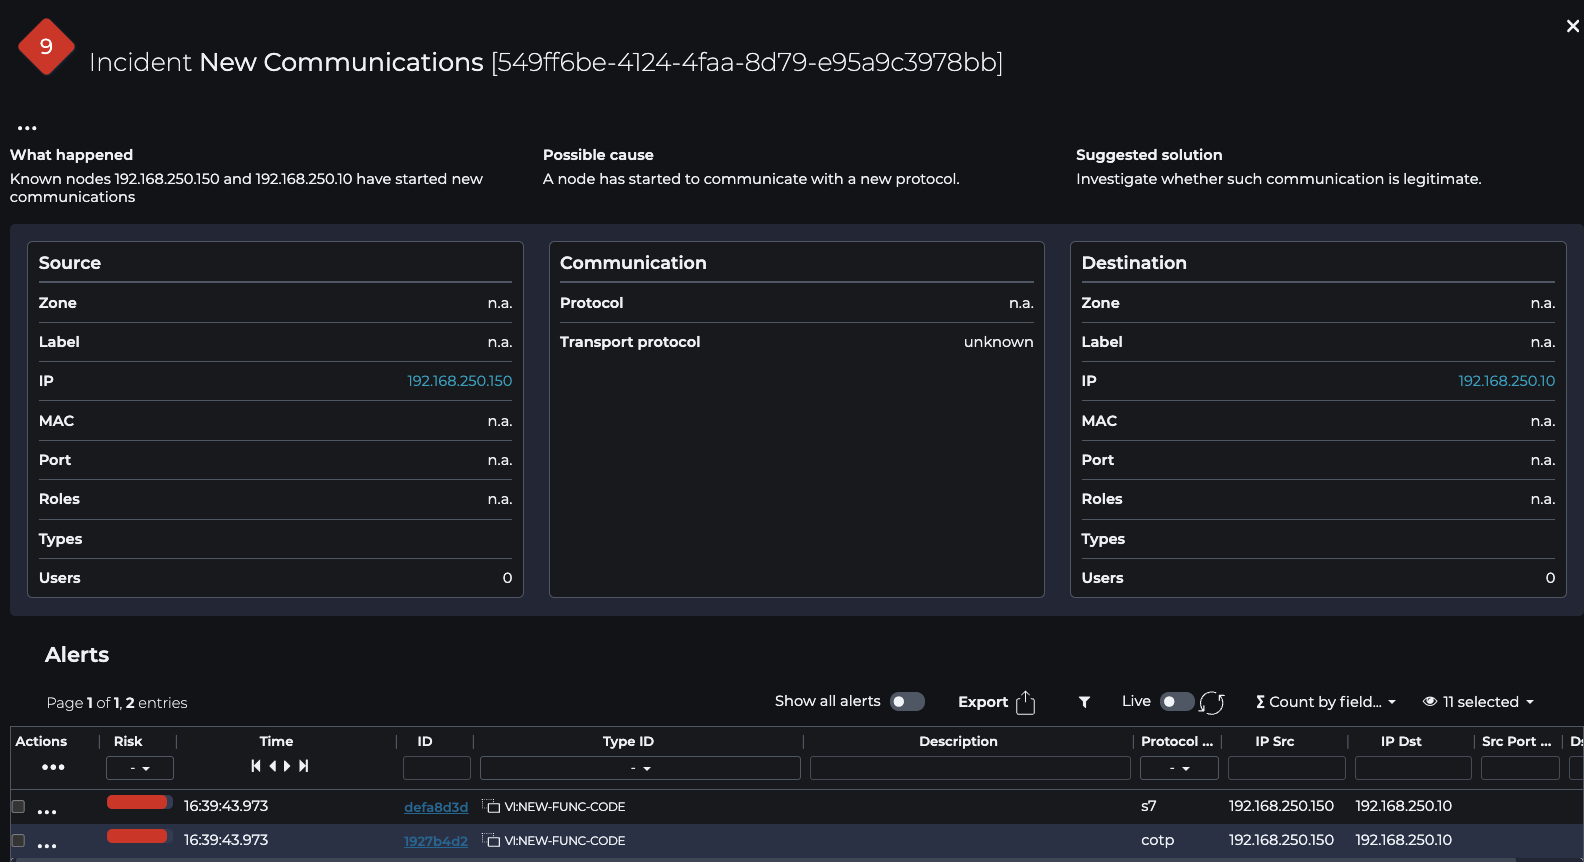 9
Incident New Communications [549ff6be-4124-4faa-8d79-e95a9c3978bb]
What happened
Known nodes 192.168.250.150 and 192.168.250.10 have started new
communications
Possible cause
A node has started to communicate with a new protocol.
Suggested solution
Investigate whether such communication is legitimate.
Source
Zone n.a.
Label n.a.
IP 192.168.250.150
MAC n.a.
Port n.a.
Roles n.a.
Types
Users 0
Communication
Protocol n.a.
Transport protocol unknown
Destination
Zone n.a.
Label n.a.
IP 192.168.250.10
MAC n.a.
Port n.a.
Roles n.a.
Types
Users 0
Alerts
Page 1 of 1, 2 entries
Show all alerts Export Live Σ Count by field... 11 selected
Actions Risk Time ID Type ID Description Protocol ... IP Src IP Dst Src Port ...
- - -
16:39:43.973 defa8d3d VI:NEW-FUNC-CODE s7 192.168.250.150 192.168.250.10
16:39:43.973 1927b4d2 VI:NEW-FUNC-CODE cotp 192.168.250.150 192.168.250.10